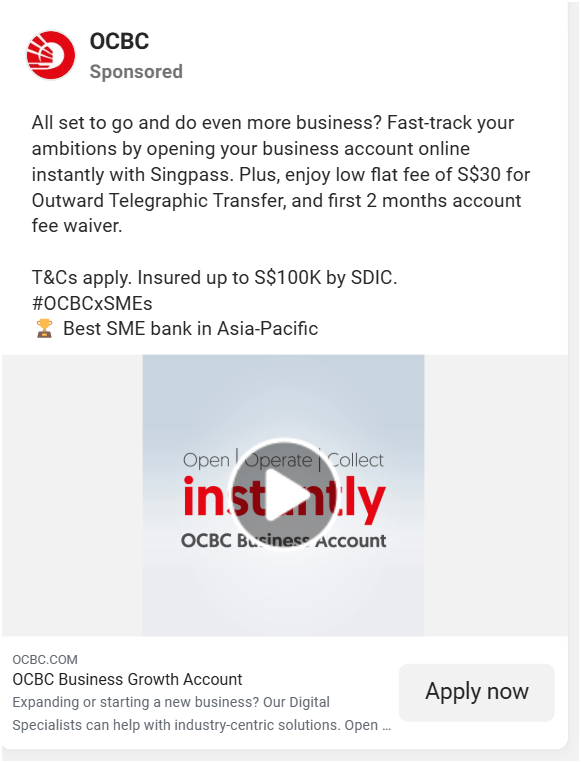 OCBC
Sponsored
All set to go and do even more business? Fast-track your
ambitions by opening your business account online
instantly with Singpass. Plus, enjoy low flat fee of S$30 for
Outward Telegraphic Transfer, and first 2 months account
fee waiver.
T&Cs apply. Insured up to S$100K by SDIC.
#OCBCxSMEs
🏆 Best SME bank in Asia-Pacific
Open | Operate | Collect
instantly
OCBC Business Account
OCBC.COM
OCBC Business Growth Account
Expanding or starting a new business? Our Digital
Specialists can help with industry-centric solutions. Open ...
Apply now